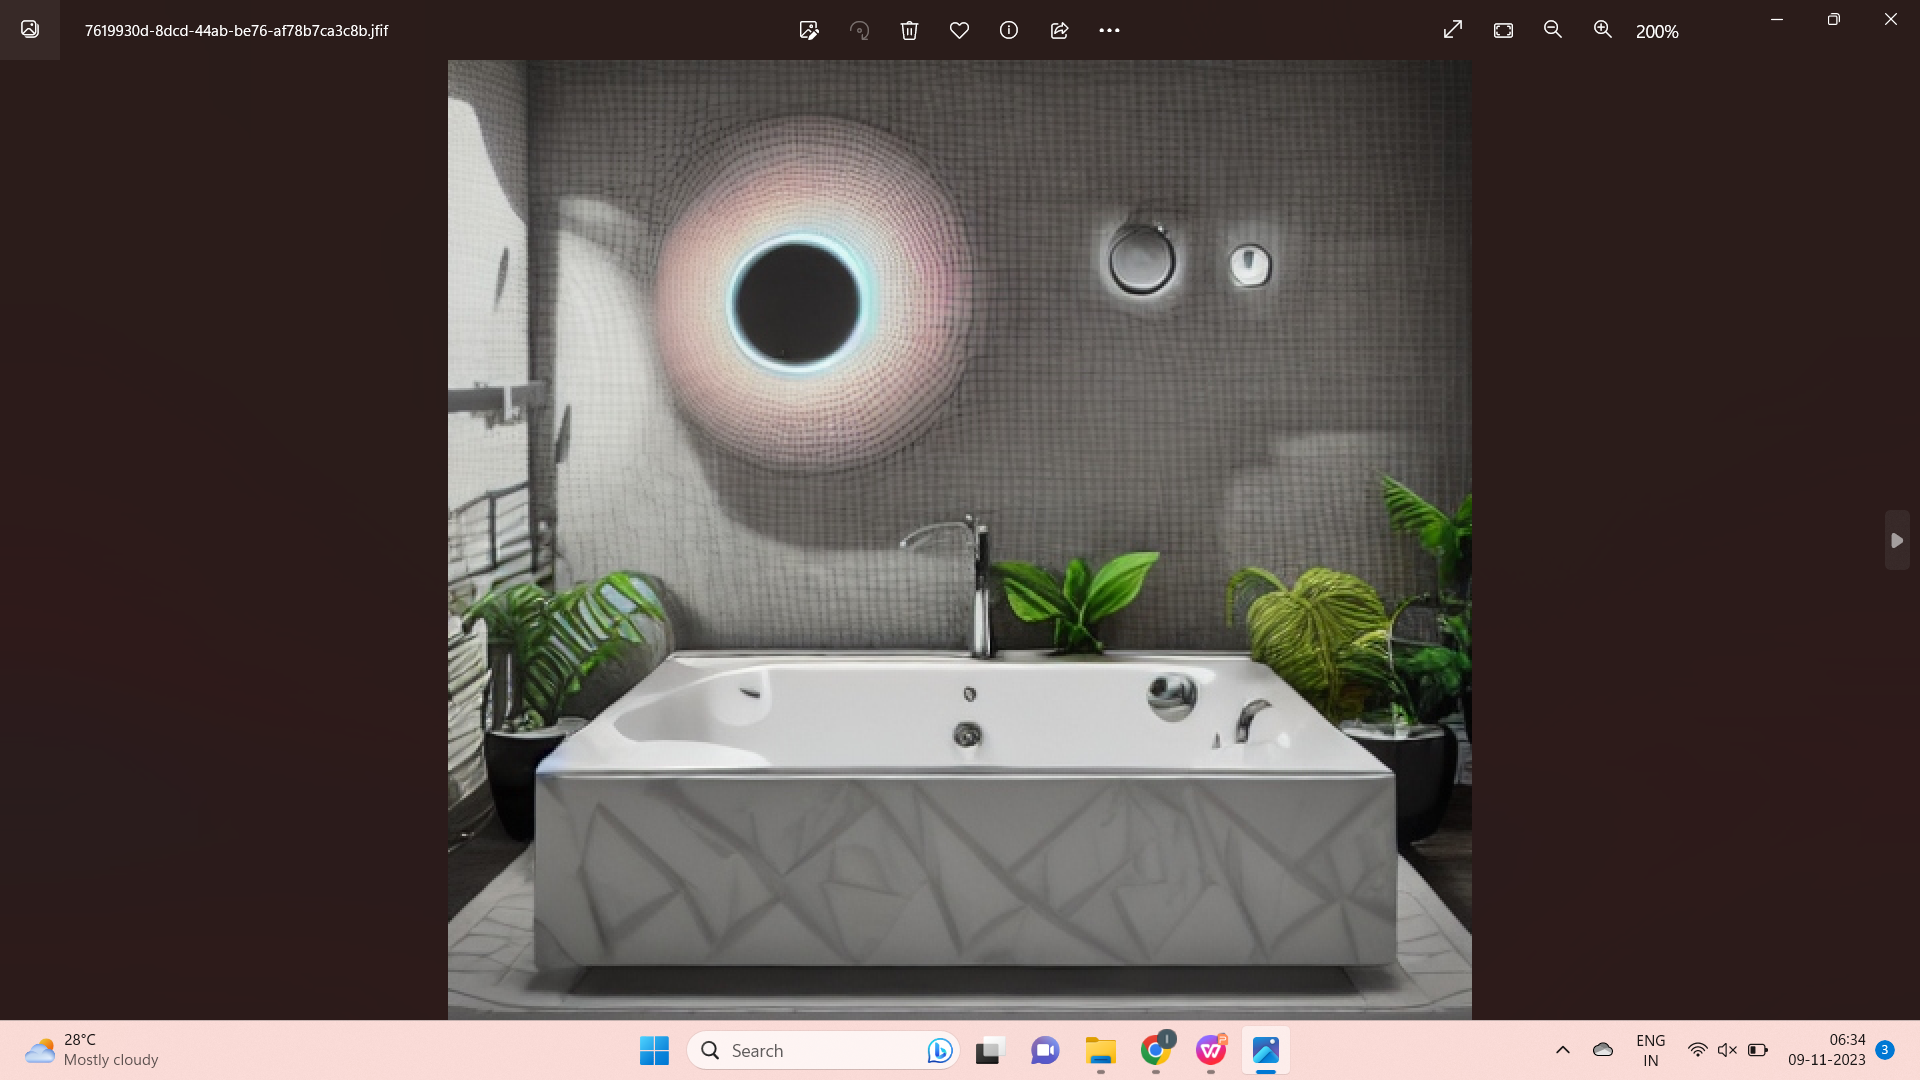 7619930d-8dcd-44ab-be76-af78b7ca3c8b.jfif
200%
28°C
Mostly cloudy
Search
ENG
IN
06:34
09-11-2023
3